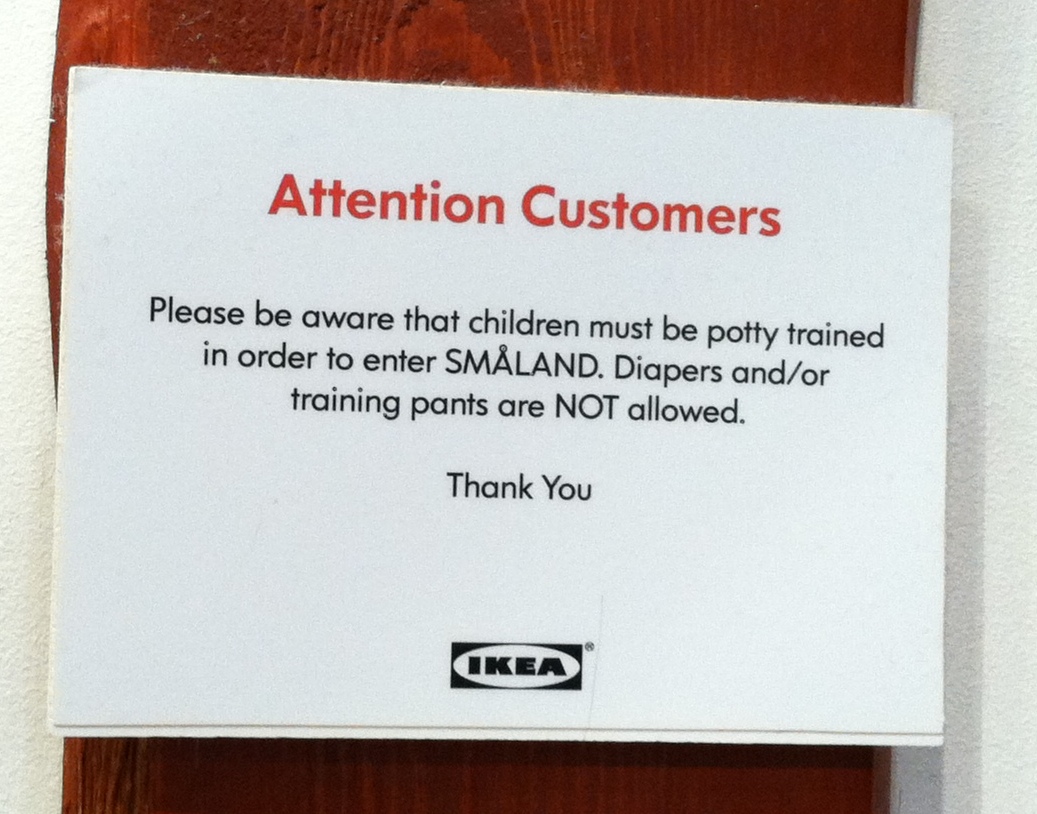 Attention Customers
Please be aware that children must be potty trained
in order to enter SMÅLAND. Diapers and/or
training pants are NOT allowed.
Thank You
IKEA®